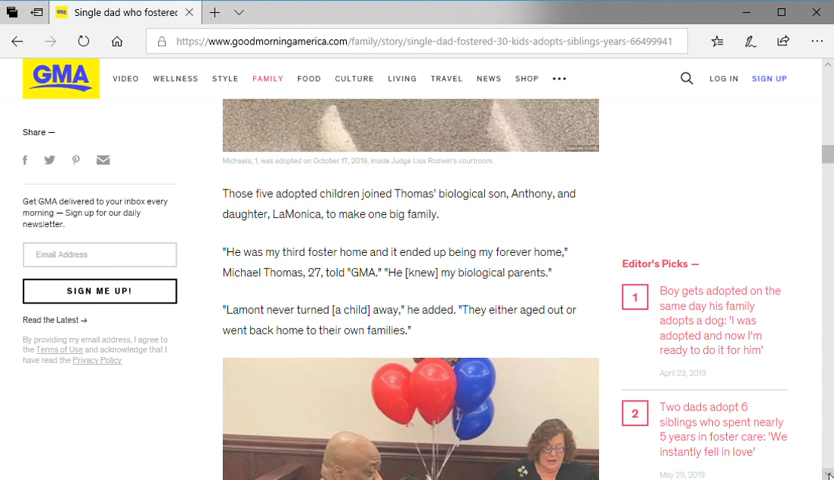 Single dad who fostered
https://www.goodmorningamerica.com/family/story/single-dad-fostered-30-kids-adopts-siblings-years-66499941
GMA
VIDEO WELLNESS STYLE FAMILY FOOD CULTURE LIVING TRAVEL NEWS SHOP ••• LOG IN SIGN UP
Share —
Get GMA delivered to your inbox every
morning — Sign up for our daily
newsletter.
Email Address
SIGN ME UP!
Read the Latest →
By providing my email address, I agree to
the Terms of Use and acknowledge that I
have read the Privacy Policy
Michaela, 1, was adopted on October 17, 2019, inside Judge Lisa Rodwin's courtroom.
Those five adopted children joined Thomas' biological son, Anthony, and
daughter, LaMonica, to make one big family.
"He was my third foster home and it ended up being my forever home,"
Michael Thomas, 27, told "GMA." "He [knew] my biological parents."
"Lamont never turned [a child] away," he added. "They either aged out or
went back home to their own families."
Editor's Picks —
1
Boy gets adopted on the
same day his family
adopts a dog: 'I was
adopted and now I'm
ready to do it for him'
April 23, 2019
2
Two dads adopt 6
siblings who spent nearly
5 years in foster care: 'We
instantly fell in love'
May 29, 2019